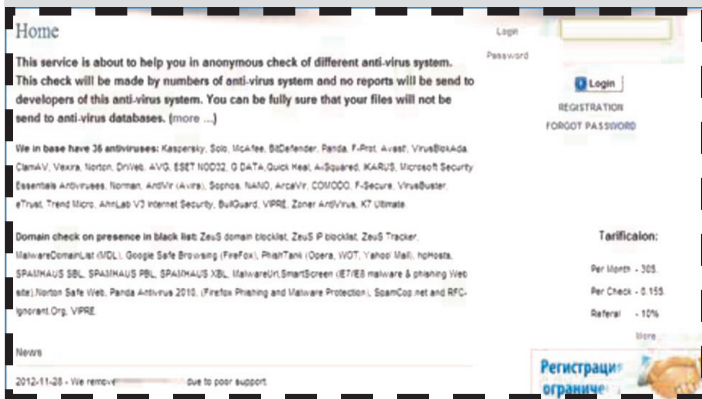 Home
This service is about to help you in anonymous check of different anti-virus system.
This check will be made by numbers of anti-virus system and no reports will be send to
developers of this anti-virus system. You can be fully sure that your files will not be
send to anti-virus databases. (more ...)
We in base have 36 antiviruses: Kaspersky, Solo, McAfee, BitDefender, Panda, F-Prot, Avast!, VirusBlokAda,
ClamAV, Vexira, Norton, DrWeb, AVG, ESET NOD32, G DATA, Quick Heal, A-Squared, IKARUS, Microsoft Security
Essentials Antiviruses, Norman, AntiVir (Avira), Sophos, NANO, ArcaVir, COMODO, F-Secure, VirusBuster,
eTrust, Trend Micro, AhnLab V3 Internet Security, BullGuard, VIPRE, Zoner AntiVirus, K7 Ultimate.
Domain check on presence in black list: ZeuS domain blocklist, ZeuS IP blocklist, ZeuS Tracker,
MalwareDomainList (MDL), Google Safe Browsing (FireFox), PhishTank (Opera, WOT, Yahoo! Mail), hpHosts,
SPAMHAUS SBL, SPAMHAUS PBL, SPAMHAUS XBL, MalwareUrl, SmartScreen (IE7/IE8 malware & phishing Web
site), Norton Safe Web, Panda Antivirus 2010, (Firefox Phishing and Malware Protection), SpamCop.net and RFC-
Ignorant.Org, VIPRE
News
2012-11-28 - We remove due to poor support
Login
Password
Login
REGISTRATION
FORGOT PASSWORD
Tarificaion:
Per Month - 30$.
Per Check - 0.15$.
Referal - 10%
More
Регистрация
ограниче